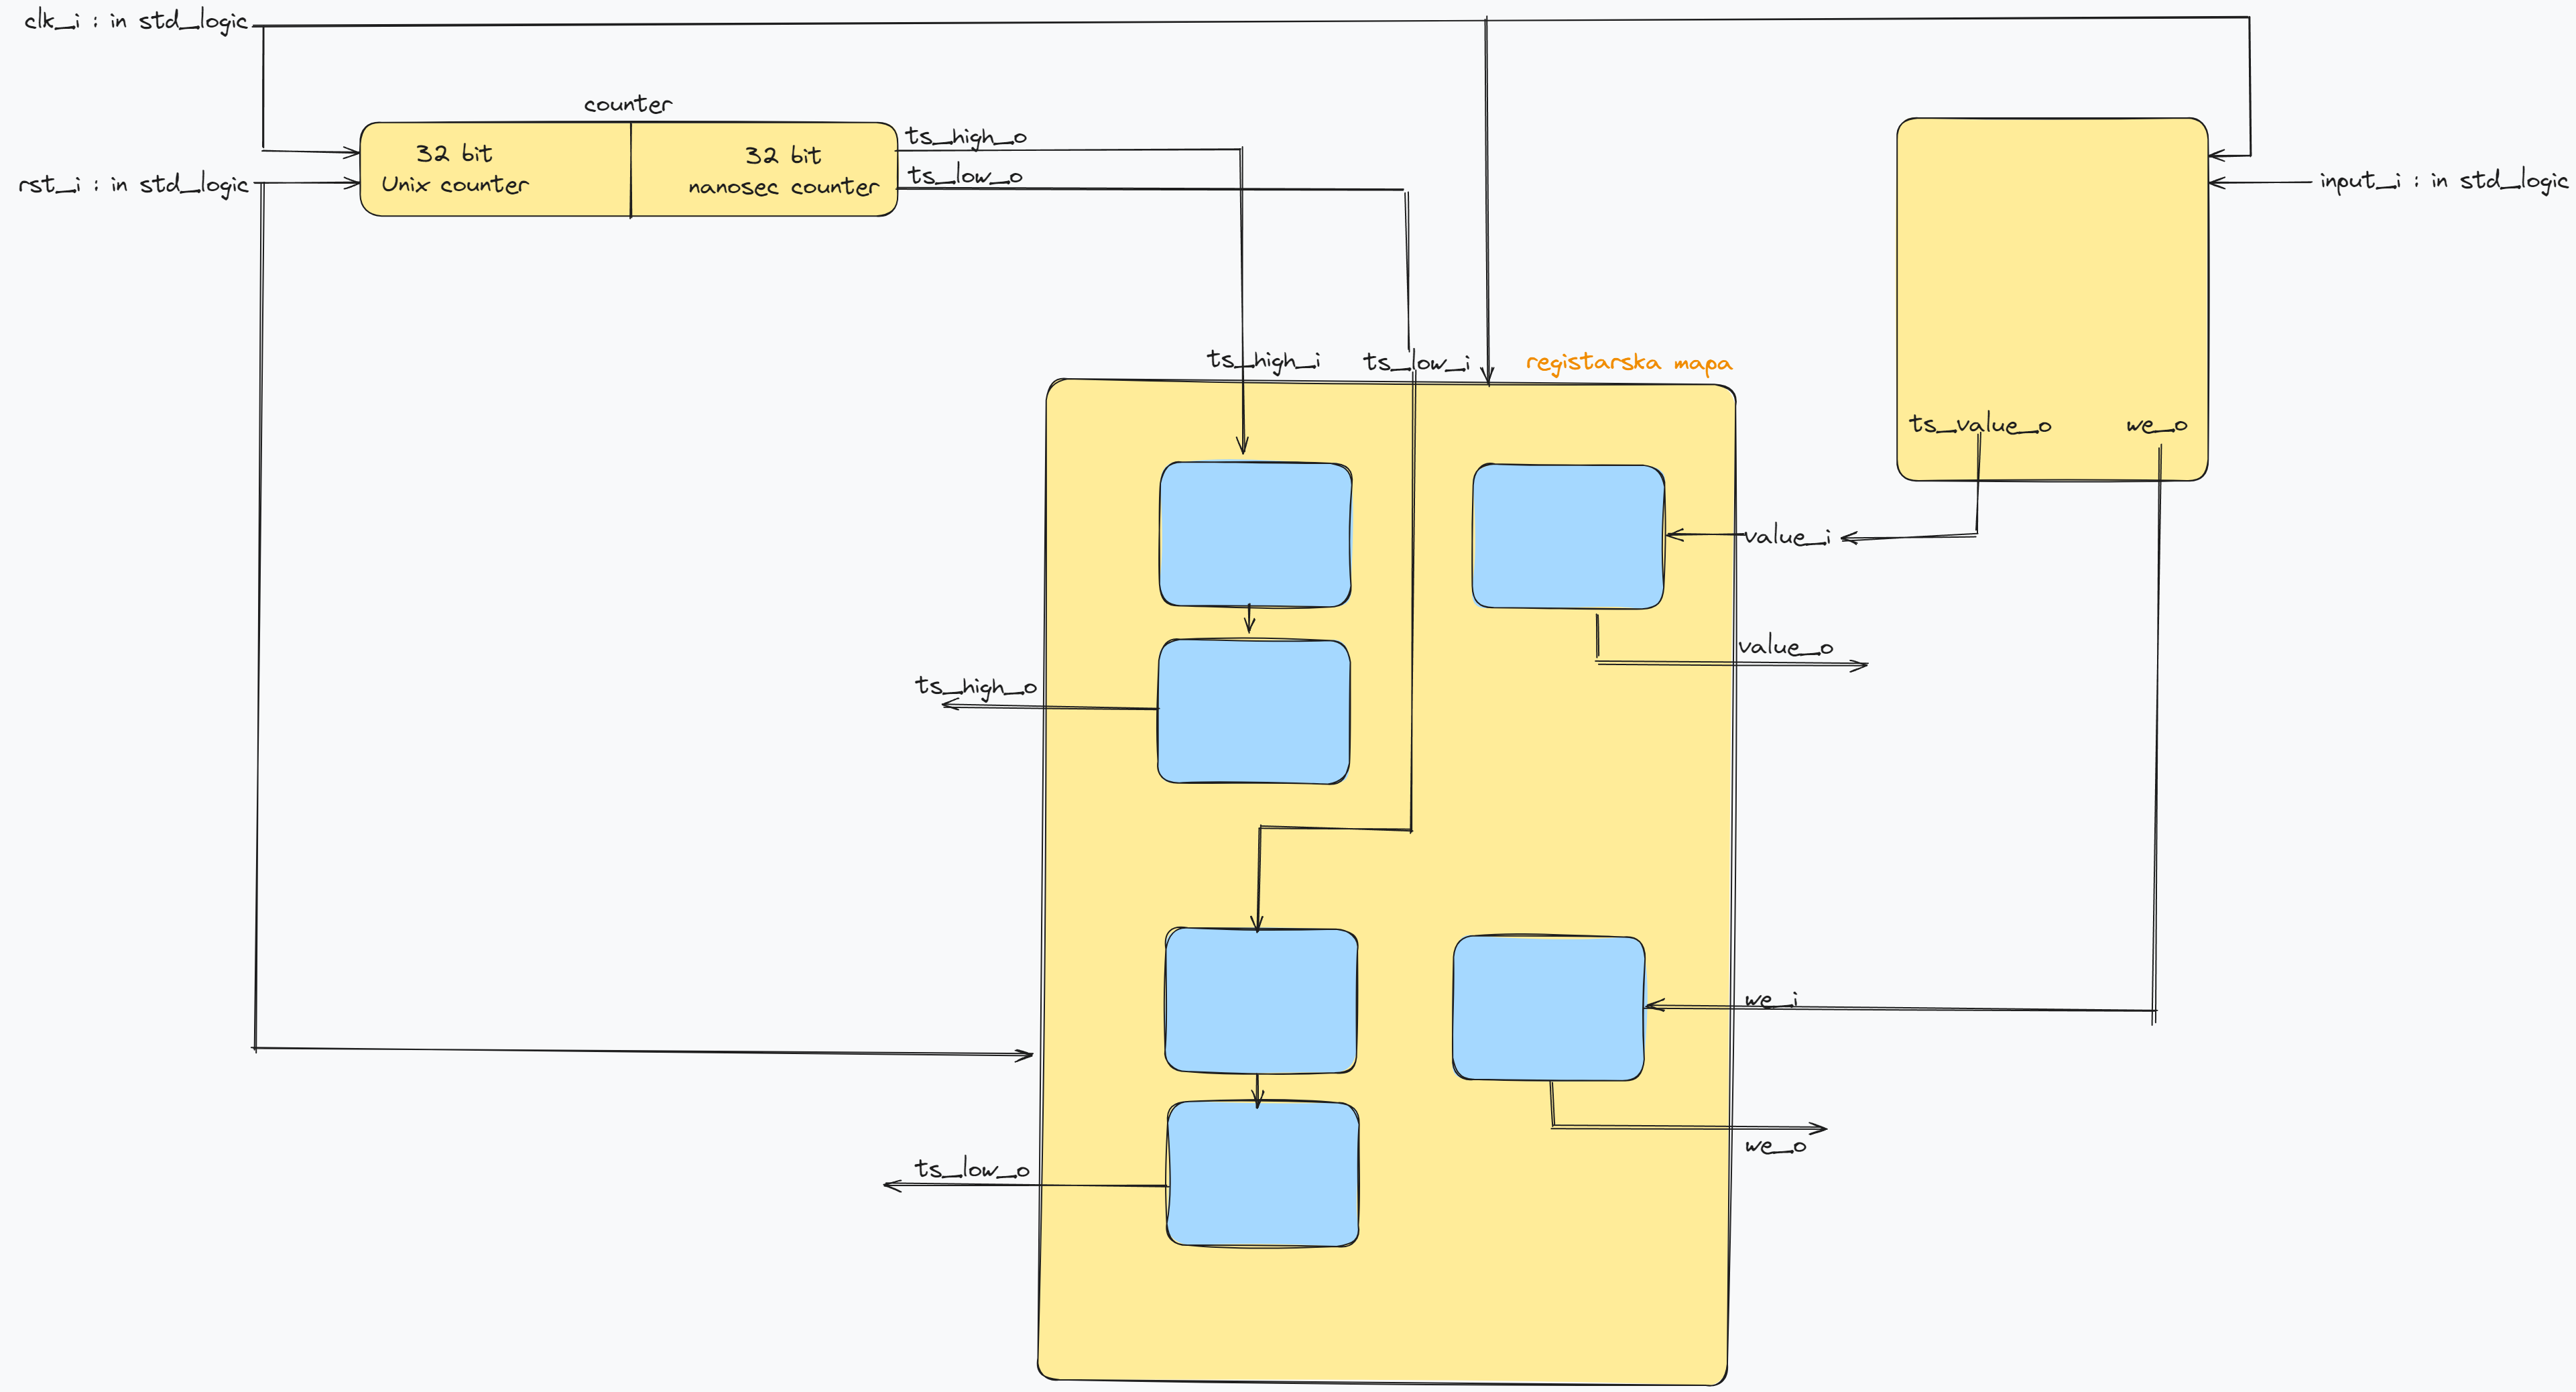 clk_i : in std_logic
counter
32 bit
Unix counter
32 bit
nanosec counter
ts_high_o
ts_low_o
rst_i : in std_logic
input_i : in std_logic
ts_high_i
ts_low_i
registarska mapa
ts_value_o
we_o
value_i
value_o
ts_high_o
we_i
we_o
ts_low_o